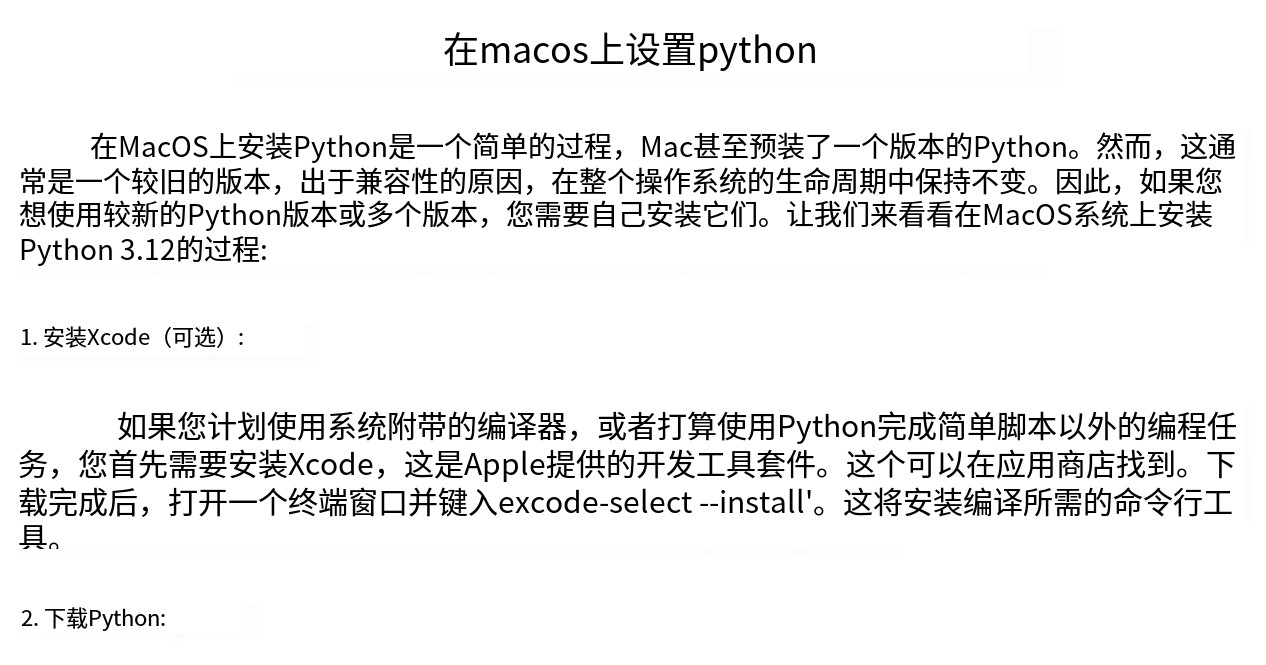 在macos上设置python
在MacOS上安装Python是一个简单的过程，Mac甚至预装了一个版本的Python。然而，这通
常是一个较旧的版本，出于兼容性的原因，在整个操作系统的生命周期中保持不变。因此，如果您
想使用较新的Python版本或多个版本，您需要自己安装它们。让我们来看看在MacOS系统上安装
Python 3.12的过程:
1. 安装Xcode（可选）:
如果您计划使用系统附带的编译器，或者打算使用Python完成简单脚本以外的编程任
务，您首先需要安装Xcode，这是Apple提供的开发工具套件。这个可以在应用商店找到。下
载完成后，打开一个终端窗口并键入excode-select --install'。这将安装编译所需的命令行工
具。
2. 下载Python: